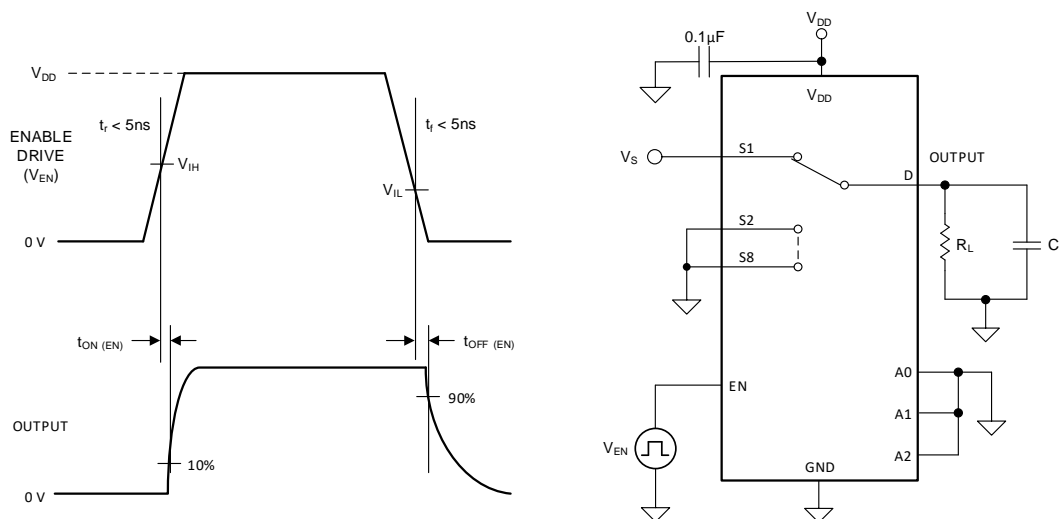 V_DD
t_r < 5ns
t_f < 5ns
ENABLE
DRIVE
(V_EN)
V_IH
V_IL
0 V
t_ON (EN)
t_OFF (EN)
90%
OUTPUT
10%
0 V
V_DD
0.1µF
V_DD
V_S
S1
OUTPUT
D
S2
R_L
C
S8
A0
EN
A1
V_EN
A2
GND